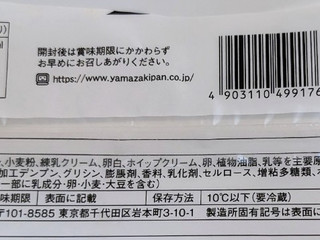 開封後は賞味期限にかかわらず
お早めにお召しあがりください。
https://www.yamazakipan.co.jp/
4 903110 49917
、小麦粉、練乳クリーム、卵白、ホイップクリーム、卵、植物油脂、乳等を主要原
加工デンプン、グリシン、膨脹剤、香料、乳化剤、セルロース、増粘多糖類、
一部に乳成分・卵・小麦・大豆を含む)
味期限 表面に記載 保存方法 10℃以下(要冷蔵)
〒101-8585 東京都千代田区岩本町3-10-1 製造所固有記号は表面に